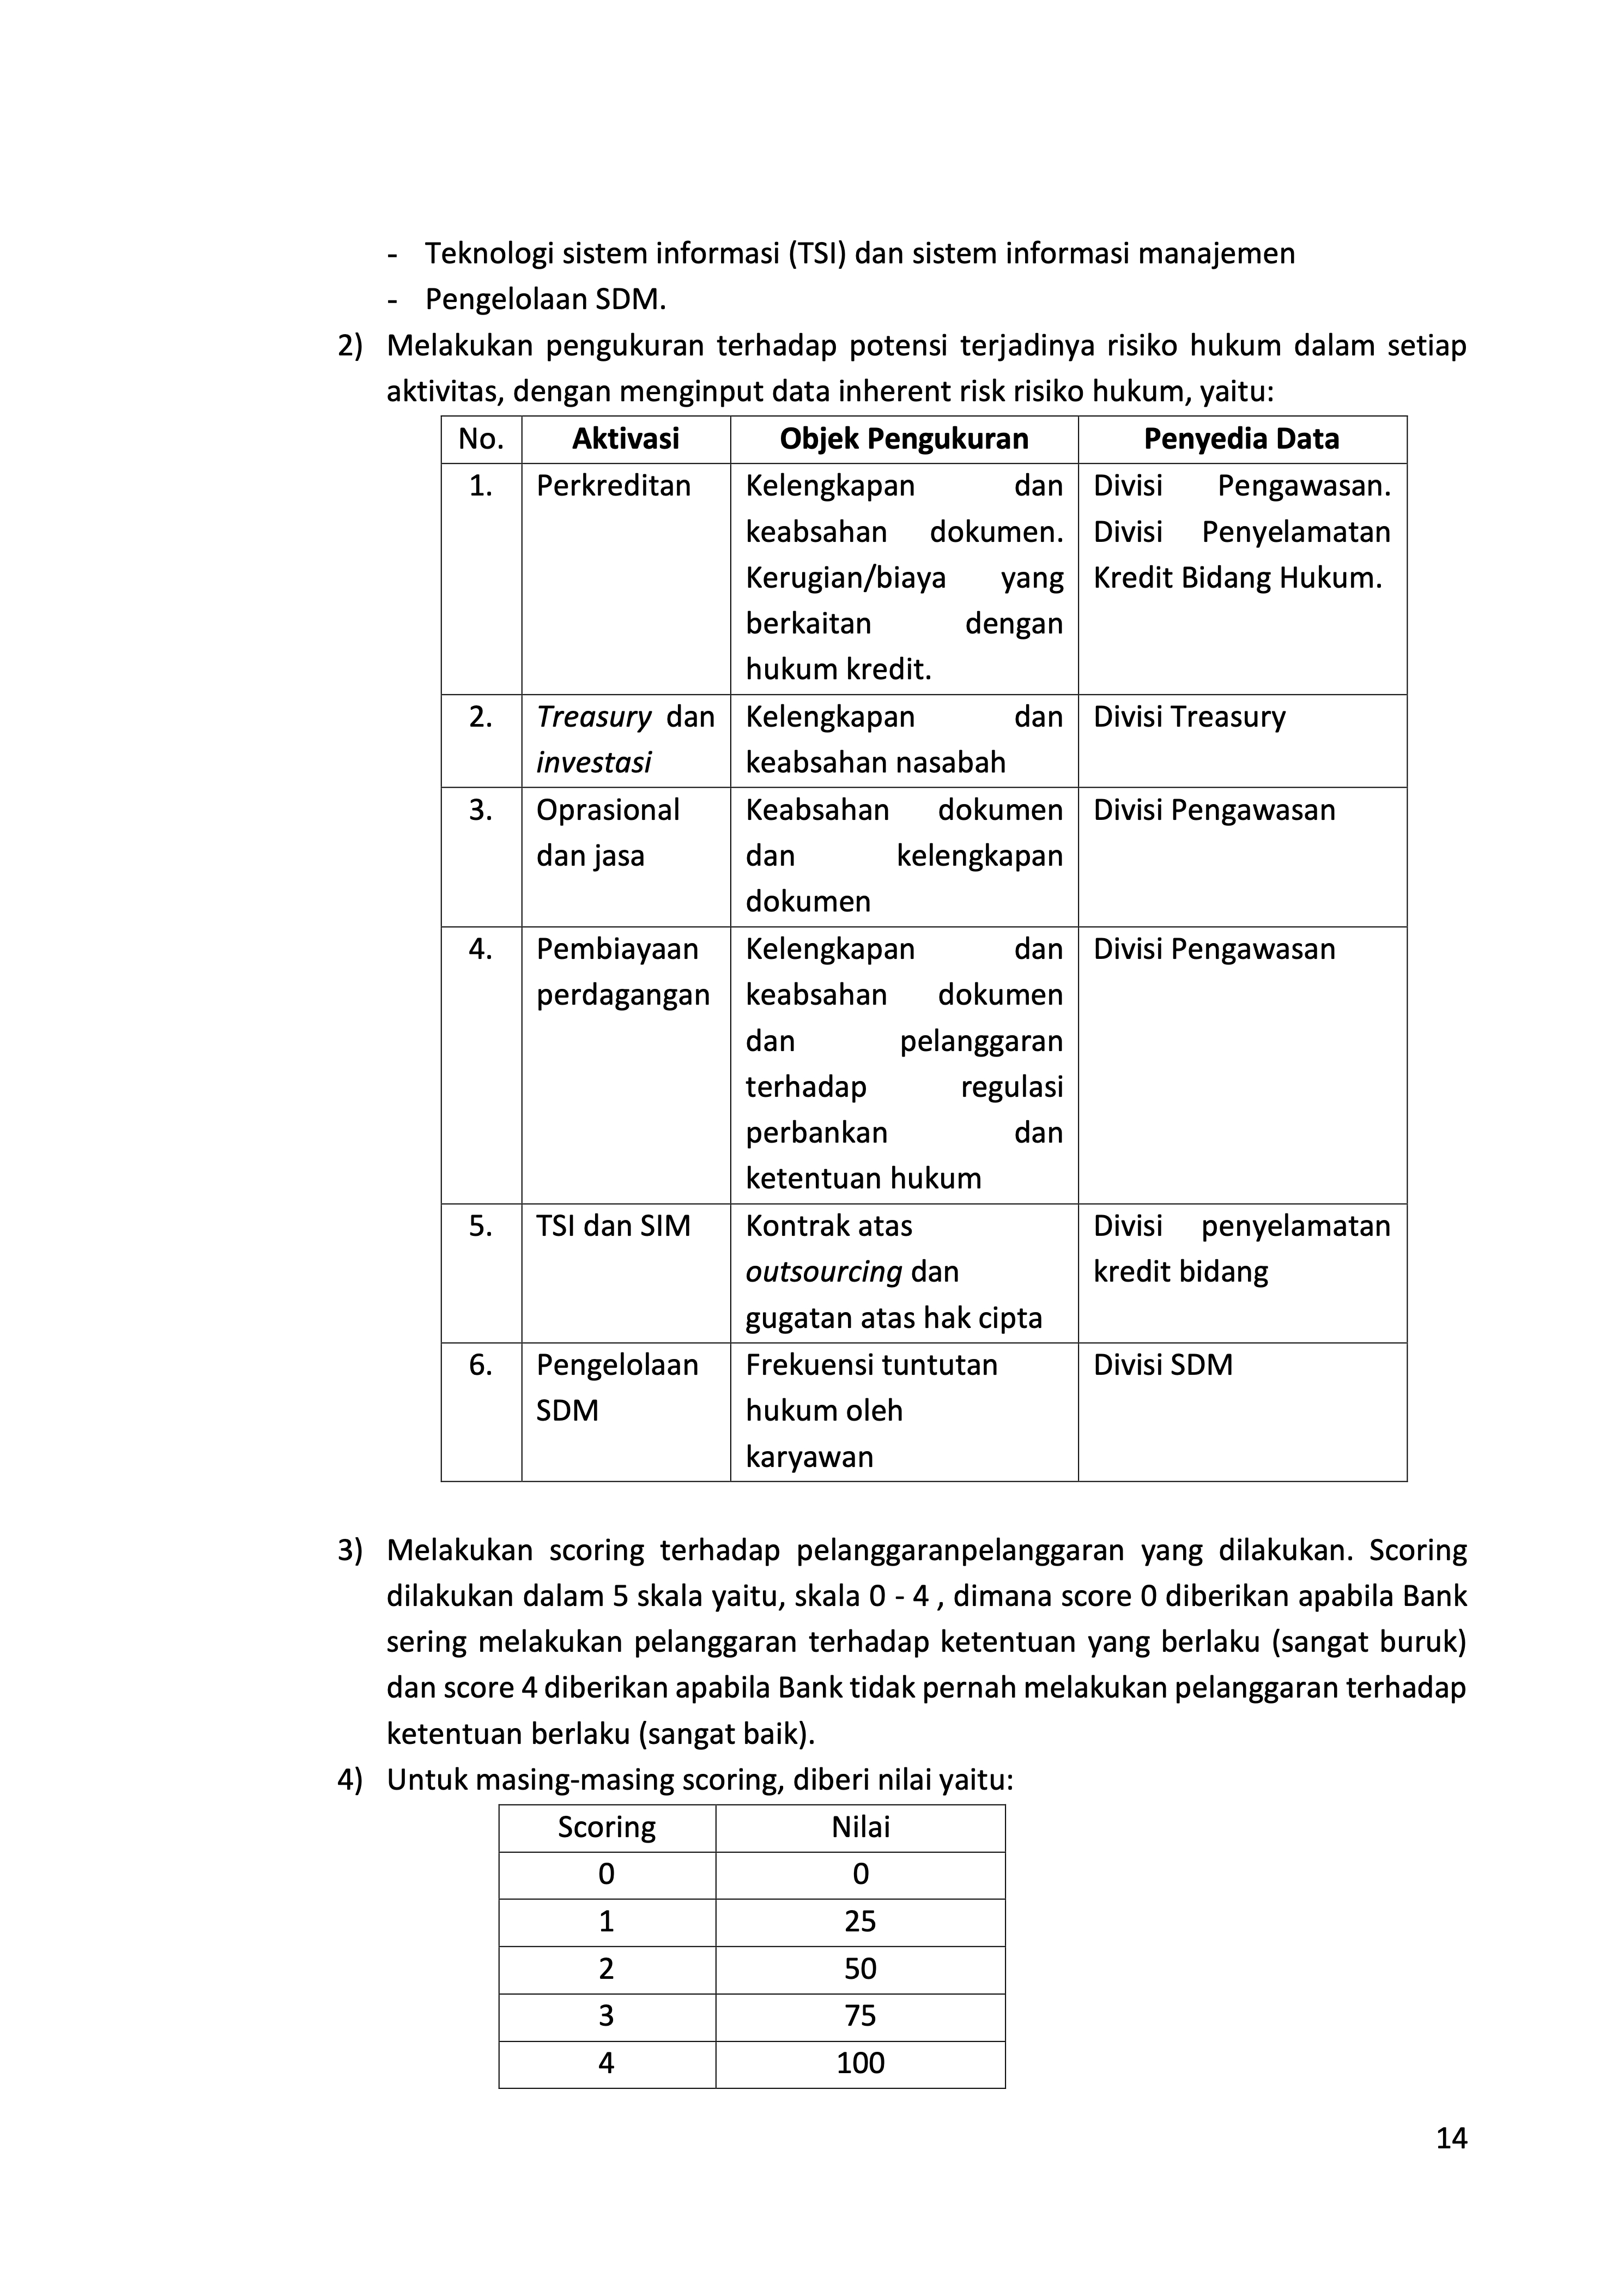 - Teknologi sistem informasi (TSI) dan sistem informasi manajemen
- Pengelolaan SDM.
2) Melakukan pengukuran terhadap potensi terjadinya risiko hukum dalam setiap
aktivitas, dengan menginput data inherent risk risiko hukum, yaitu:
No. Aktivasi Objek Pengukuran Penyedia Data
1. Perkreditan Kelengkapan dan Divisi Pengawasan.
keabsahan dokumen. Divisi Penyelamatan
Kerugian/biaya yang Kredit Bidang Hukum.
berkaitan dengan
hukum kredit.
2. Treasury dan Kelengkapan dan Divisi Treasury
investasi keabsahan nasabah
3. Oprasional Keabsahan dokumen Divisi Pengawasan
dan jasa dan kelengkapan
dokumen
4. Pembiayaan Kelengkapan dan Divisi Pengawasan
perdagangan keabsahan dokumen
dan pelanggaran
terhadap regulasi
perbankan dan
ketentuan hukum
5. TSI dan SIM Kontrak atas Divisi penyelamatan
outsourcing dan kredit bidang
gugatan atas hak cipta
6. Pengelolaan Frekuensi tuntutan Divisi SDM
SDM hukum oleh
karyawan
3) Melakukan scoring terhadap pelanggaranpelanggaran yang dilakukan. Scoring
dilakukan dalam 5 skala yaitu, skala 0 - 4 , dimana score 0 diberikan apabila Bank
sering melakukan pelanggaran terhadap ketentuan yang berlaku (sangat buruk)
dan score 4 diberikan apabila Bank tidak pernah melakukan pelanggaran terhadap
ketentuan berlaku (sangat baik).
4) Untuk masing-masing scoring, diberi nilai yaitu:
Scoring Nilai
0 0
1 25
2 50
3 75
4 100
14